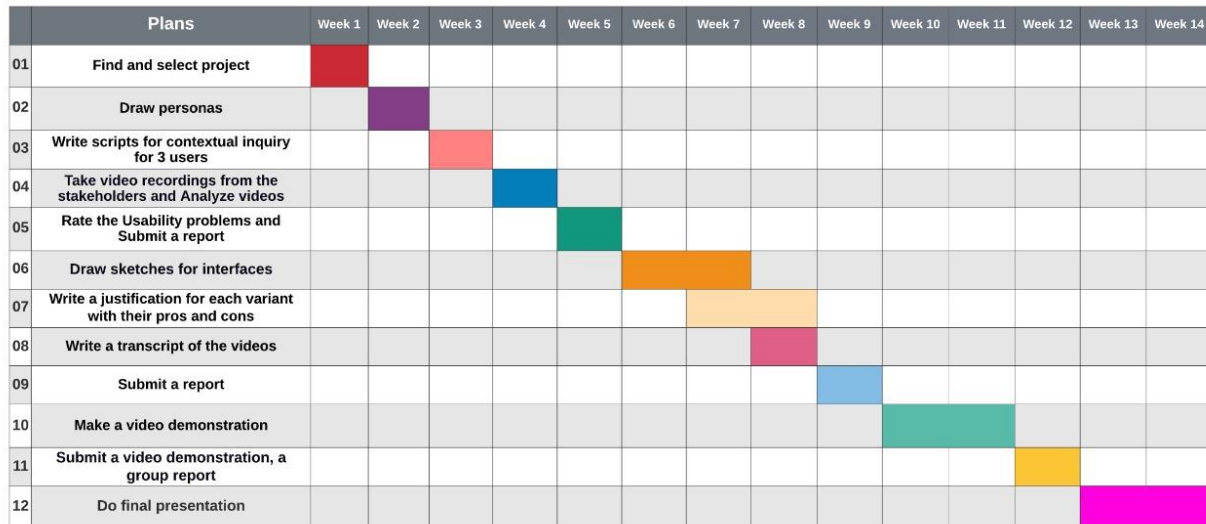 Plans Week 1 Week 2 Week 3 Week 4 Week 5 Week 6 Week 7 Week 8 Week 9 Week 10 Week 11 Week 12 Week 13 Week 14
01 Find and select project
02 Draw personas
03 Write scripts for contextual inquiry
for 3 users
04 Take video recordings from the
stakeholders and Analyze videos
05 Rate the Usability problems and
Submit a report
06 Draw sketches for interfaces
07 Write a justification for each variant
with their pros and cons
08 Write a transcript of the videos
09 Submit a report
10 Make a video demonstration
11 Submit a video demonstration, a
group report
12 Do final presentation